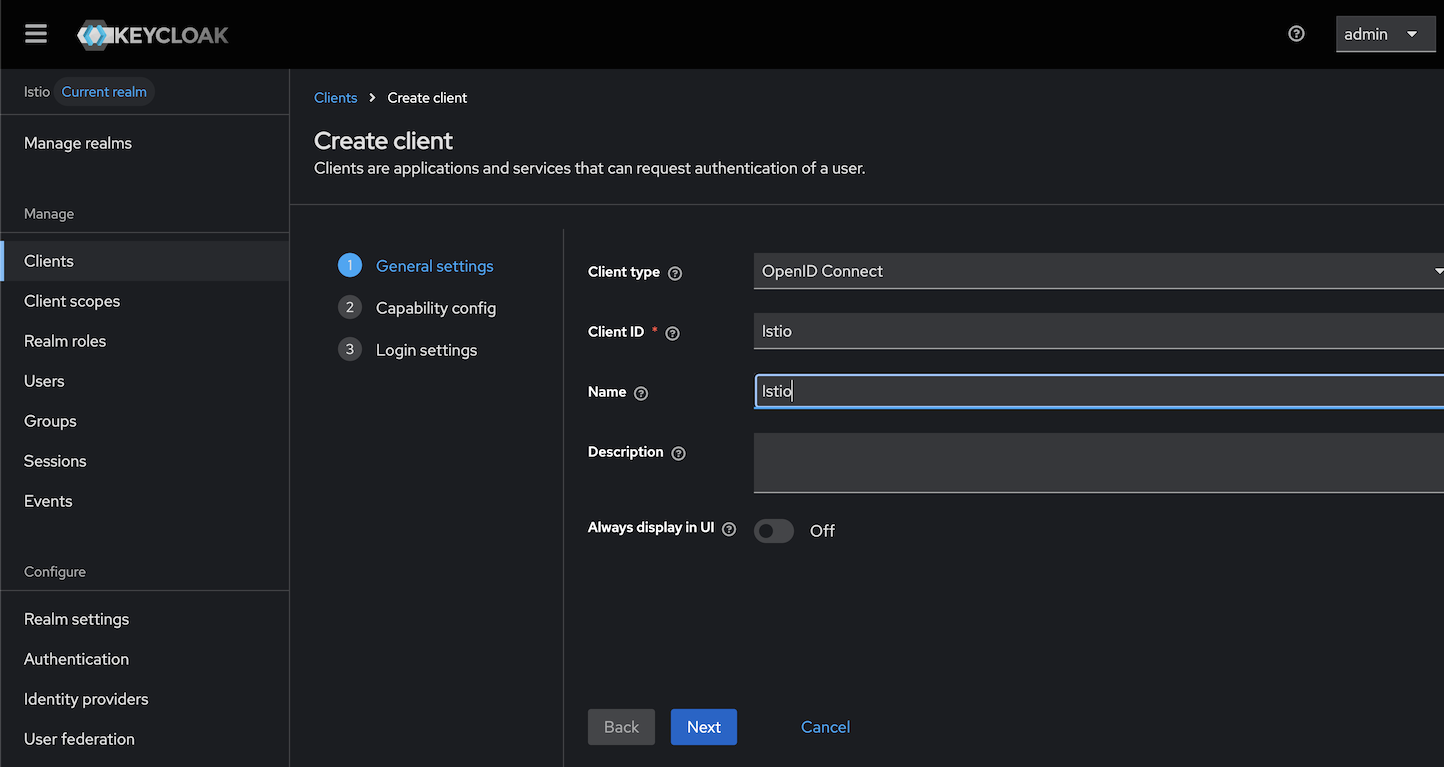 KEYCLOAK
admin
Istio Current realm
Manage realms
Manage
Clients
Client scopes
Realm roles
Users
Groups
Sessions
Events
Configure
Realm settings
Authentication
Identity providers
User federation
Clients > Create client
Create client
Clients are applications and services that can request authentication of a user.
1 General settings
2 Capability config
3 Login settings
Client type ? OpenID Connect
Client ID * ? Istio
Name ? Istio
Description ?
Always display in UI ? Off
Back Next Cancel